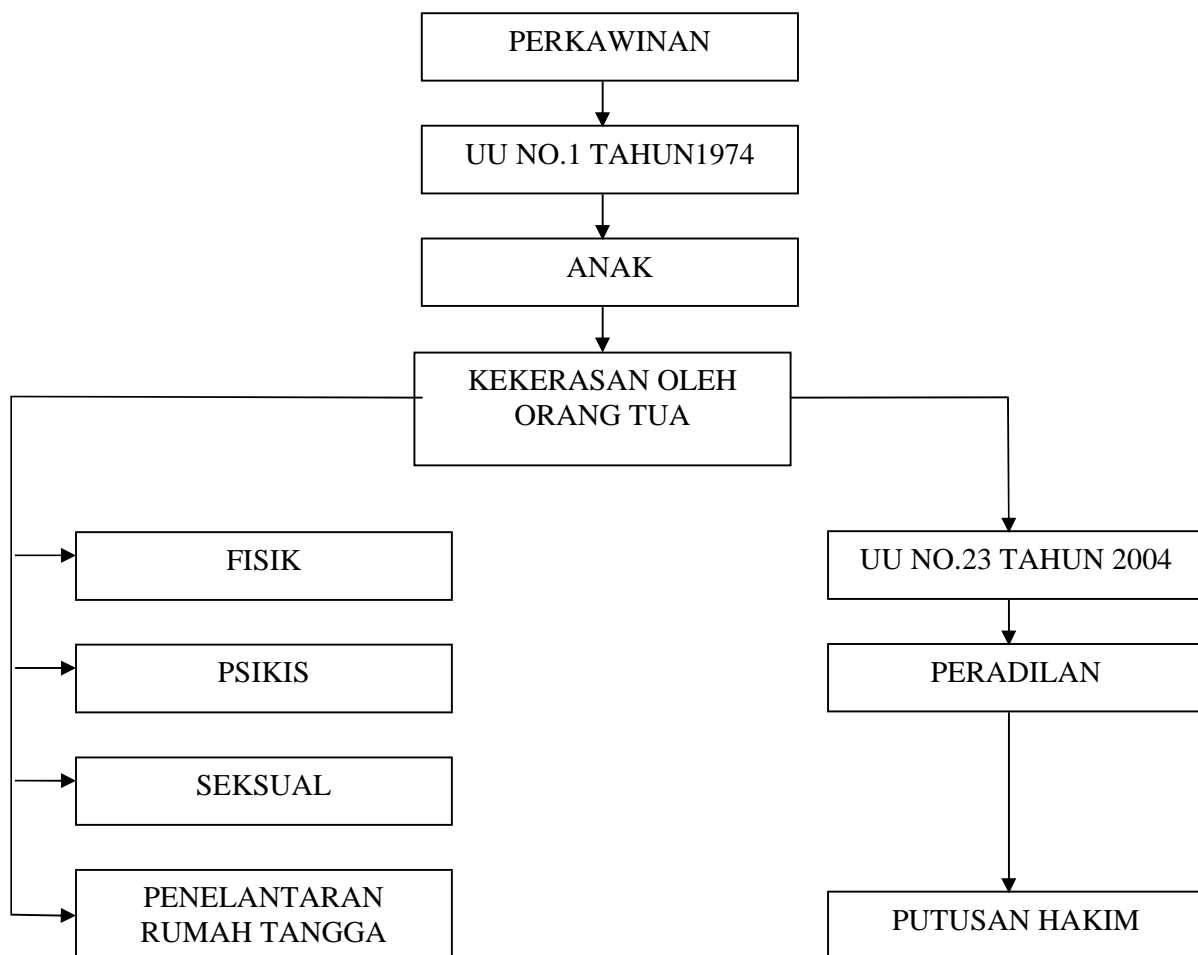 PERKAWINAN
UU NO.1 TAHUN1974
ANAK
KEKERASAN OLEH
ORANG TUA
FISIK
UU NO.23 TAHUN 2004
PSIKIS
PERADILAN
SEKSUAL
PENELANTARAN
RUMAH TANGGA
PUTUSAN HAKIM